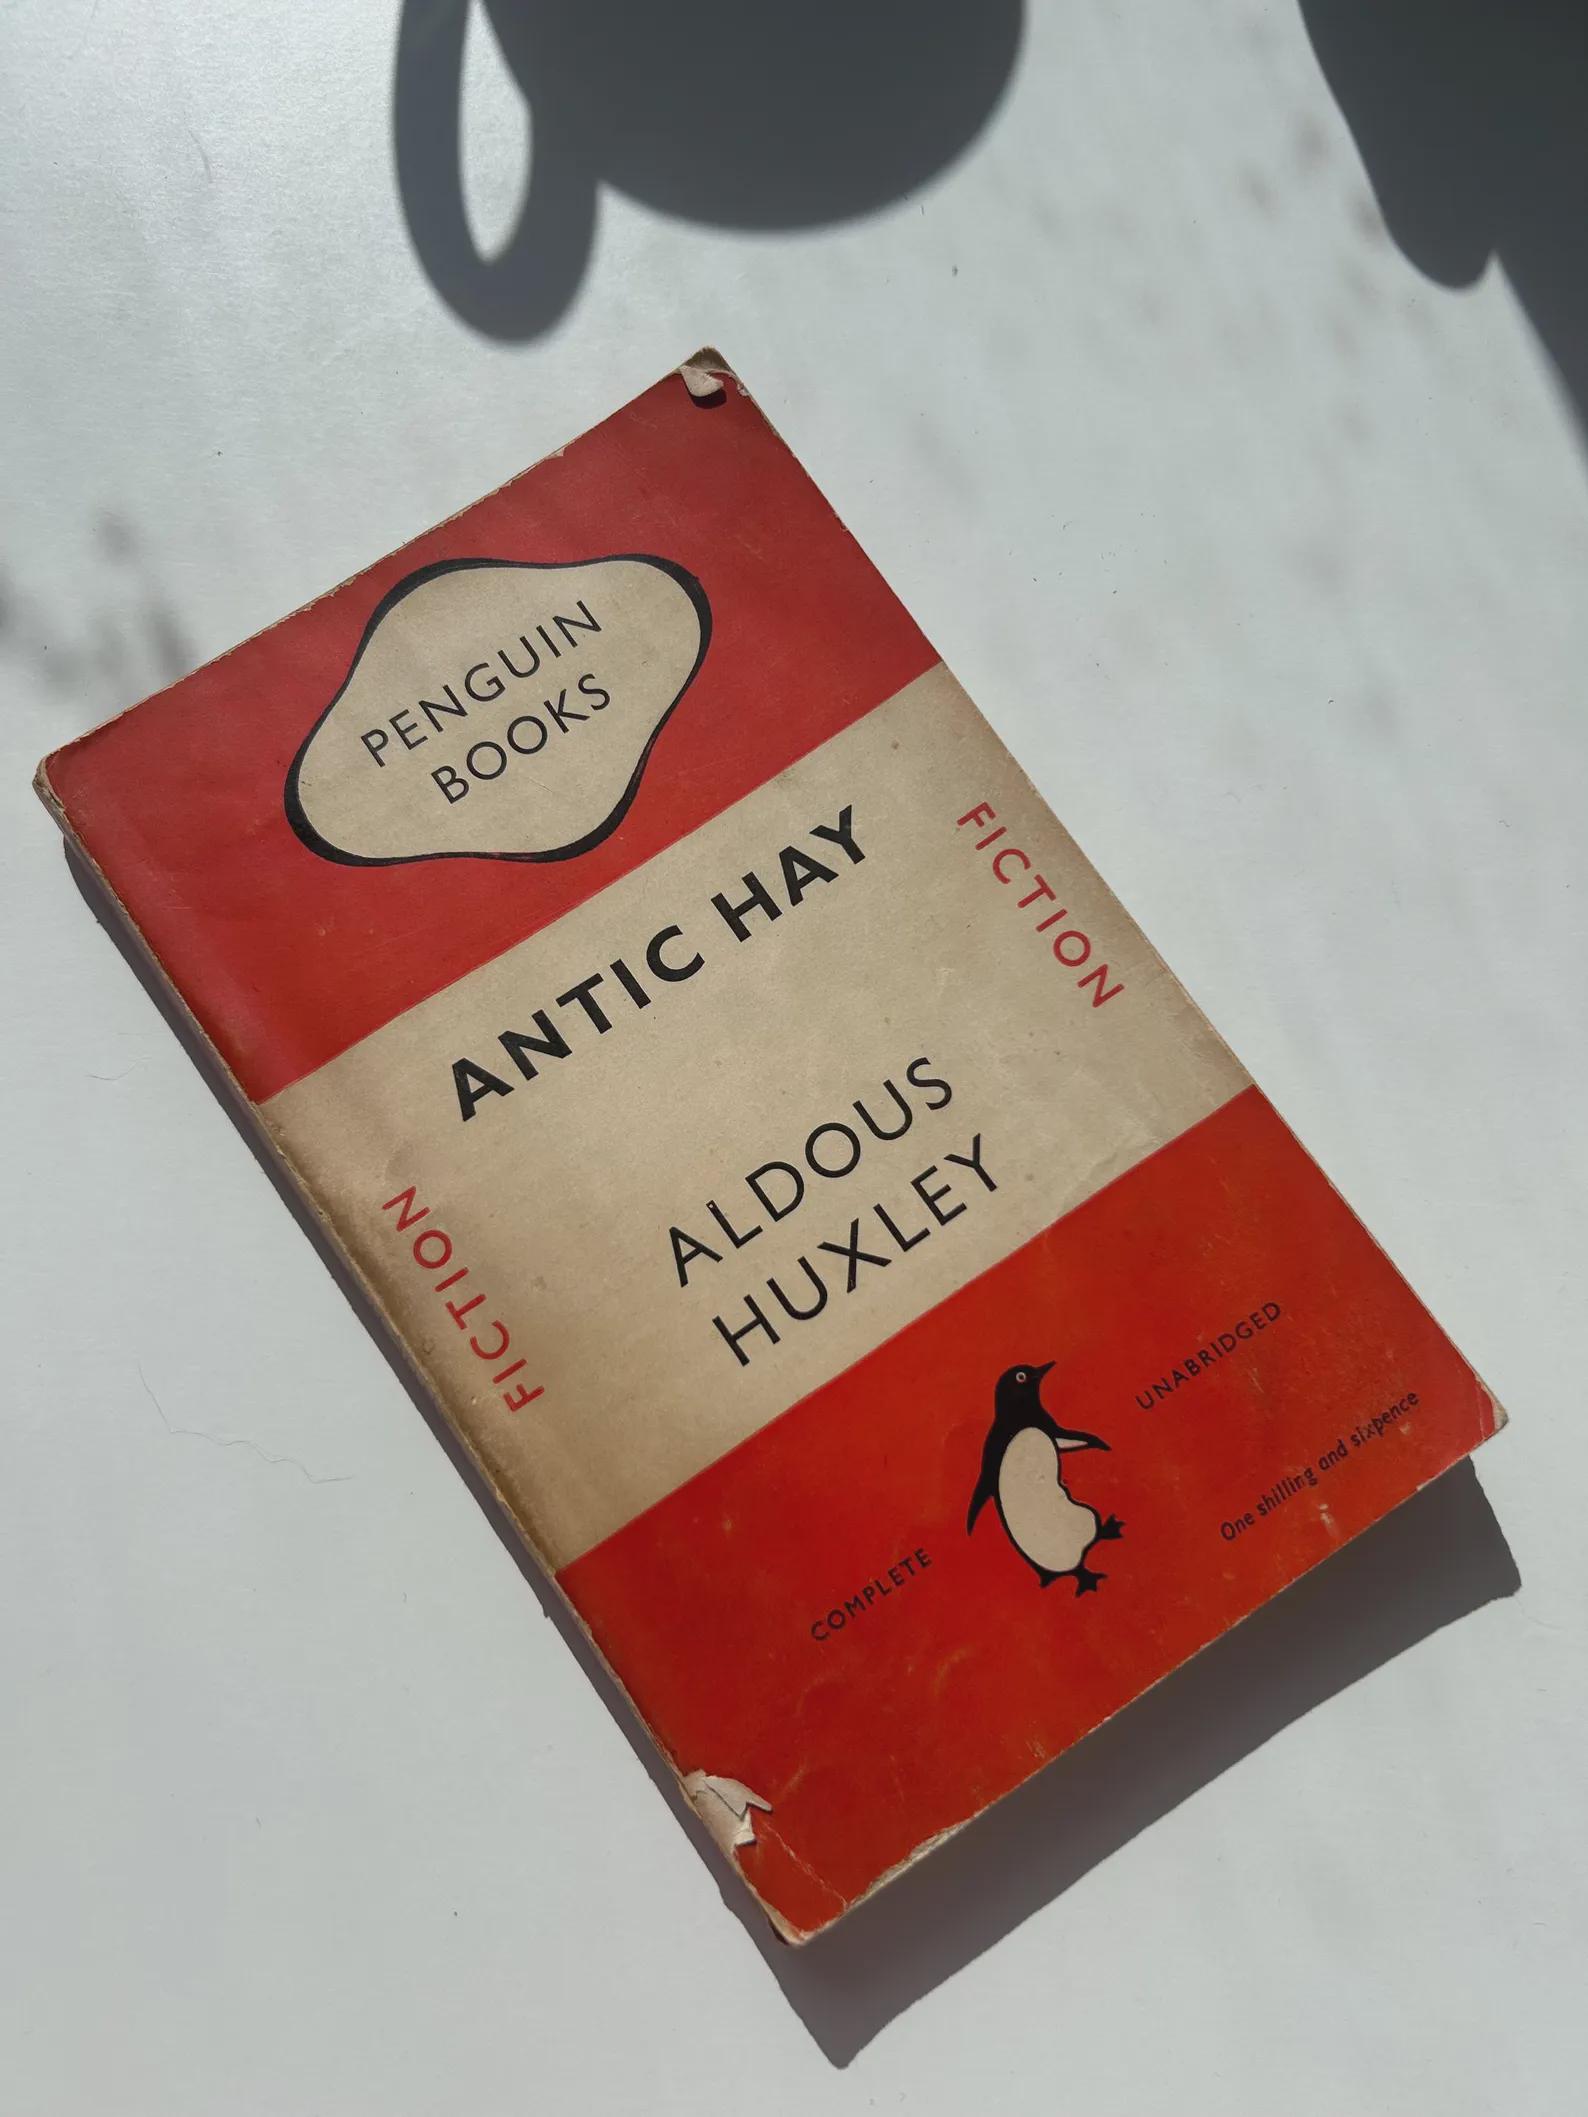 PENGUIN
BOOKS
ANTIC HAY
FICTION
ALDOUS
HUXLEY
FICTION
COMPLETE
UNABRIDGED
One shilling and sixpence